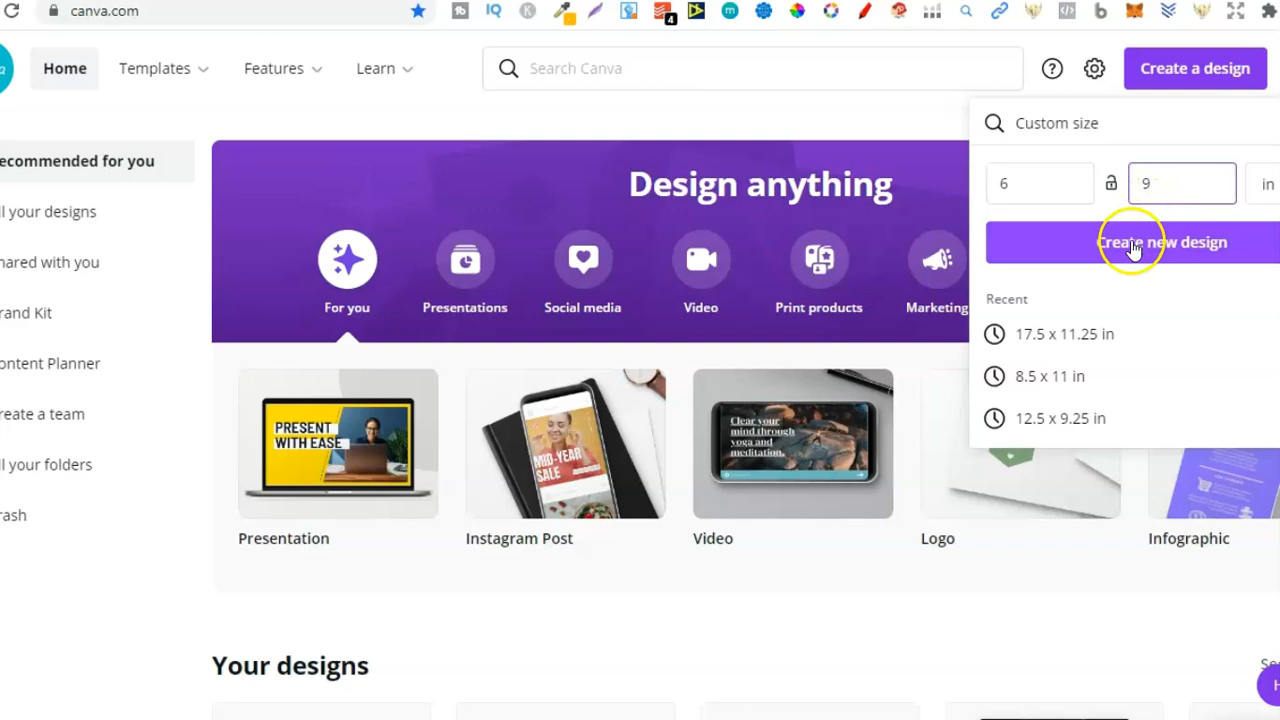 canva.com
4
a
Home
Templates
Features
Learn
Search Canva
Create a design
Custom size
6
9
in
Create new design
Recent
17.5 x 11.25 in
8.5 x 11 in
12.5 x 9.25 in
ecommended for you
ll your designs
hared with you
rand Kit
ontent Planner
reate a team
ll your folders
rash
Design anything
For you
Presentations
Social media
Video
Print products
Marketing
PRESENT
WITH EASE
MID-YEAR
SALE
Clear your
mind through
yoga and
meditation.
Presentation
Instagram Post
Video
Logo
Infographic
Your designs
Se
H